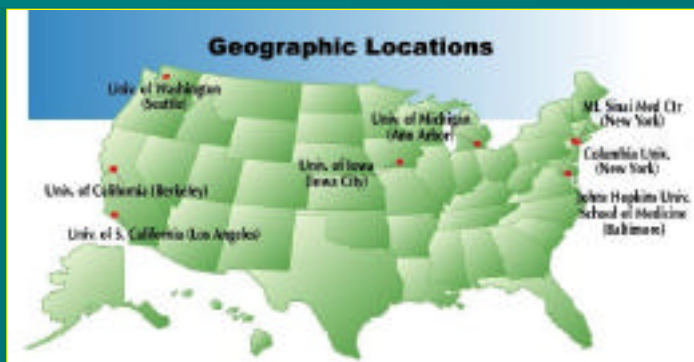 Geographic Locations
Univ. of Washington
(Seattle)
Univ. of Michigan
(Ann Arbor)
Mt. Sinai Med Ctr
(New York)
Univ. of Iowa
(Iowa City)
Columbia Univ.
(New York)
Univ. of California (Berkeley)
Johns Hopkins Univ.
School of Medicine
(Baltimore)
Univ. of S. California (Los Angeles)